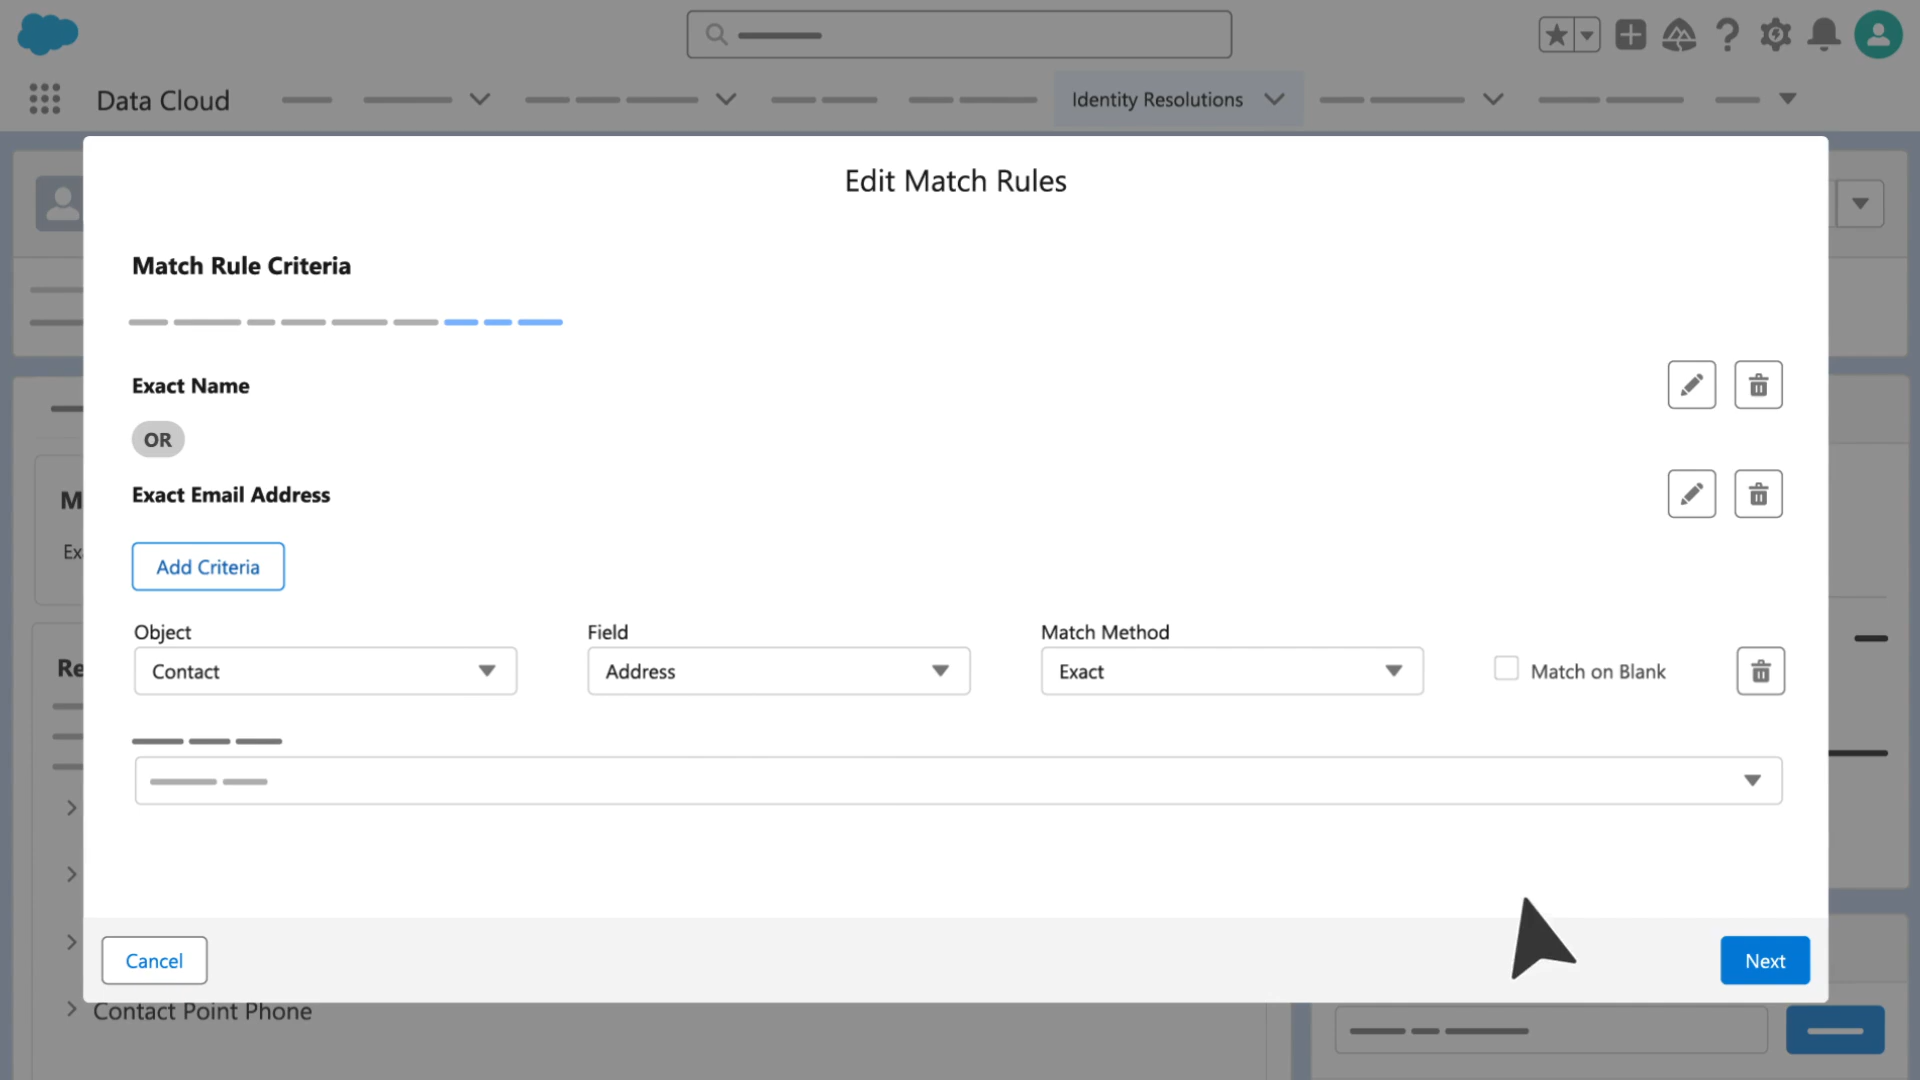 Data Cloud
Identity Resolutions
Edit Match Rules
Match Rule Criteria
Exact Name
OR
Exact Email Address
Add Criteria
Object
Field
Match Method
Contact
Address
Exact
Match on Blank
Cancel
Next
Contact Point Phone